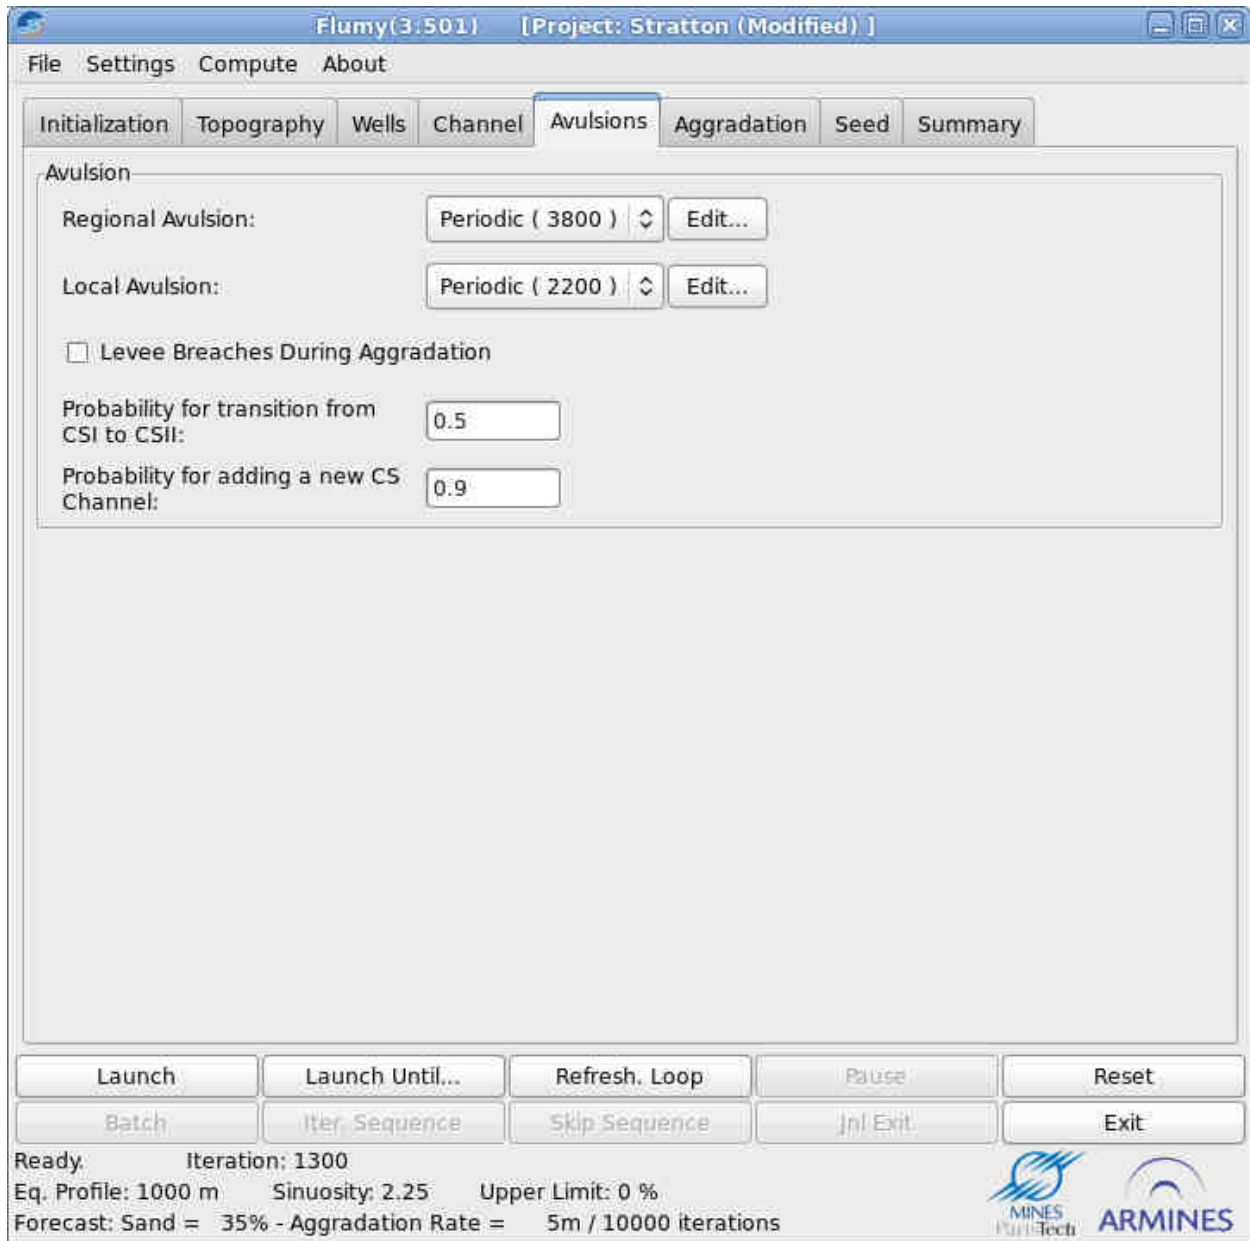 Flumy(3.501) [Project: Stratton (Modified) ]
File Settings Compute About
Initialization Topography Wells Channel Avulsions Aggradation Seed Summary
Avulsion
Regional Avulsion: Periodic ( 3800 ) Edit...
Local Avulsion: Periodic ( 2200 ) Edit...
Levee Breaches During Aggradation
Probability for transition from
CSI to CSII:
0.5
Probability for adding a new CS
Channel:
0.9
Launch Launch Until... Refresh. Loop Pause Reset
Batch Iter. Sequence Skip Sequence Jnl Exit Exit
Ready. Iteration: 1300
Eq. Profile: 1000 m Sinuosity: 2.25 Upper Limit: 0 %
Forecast: Sand = 35% - Aggradation Rate = 5m / 10000 iterations
MINES
ParisTech
ARMINES